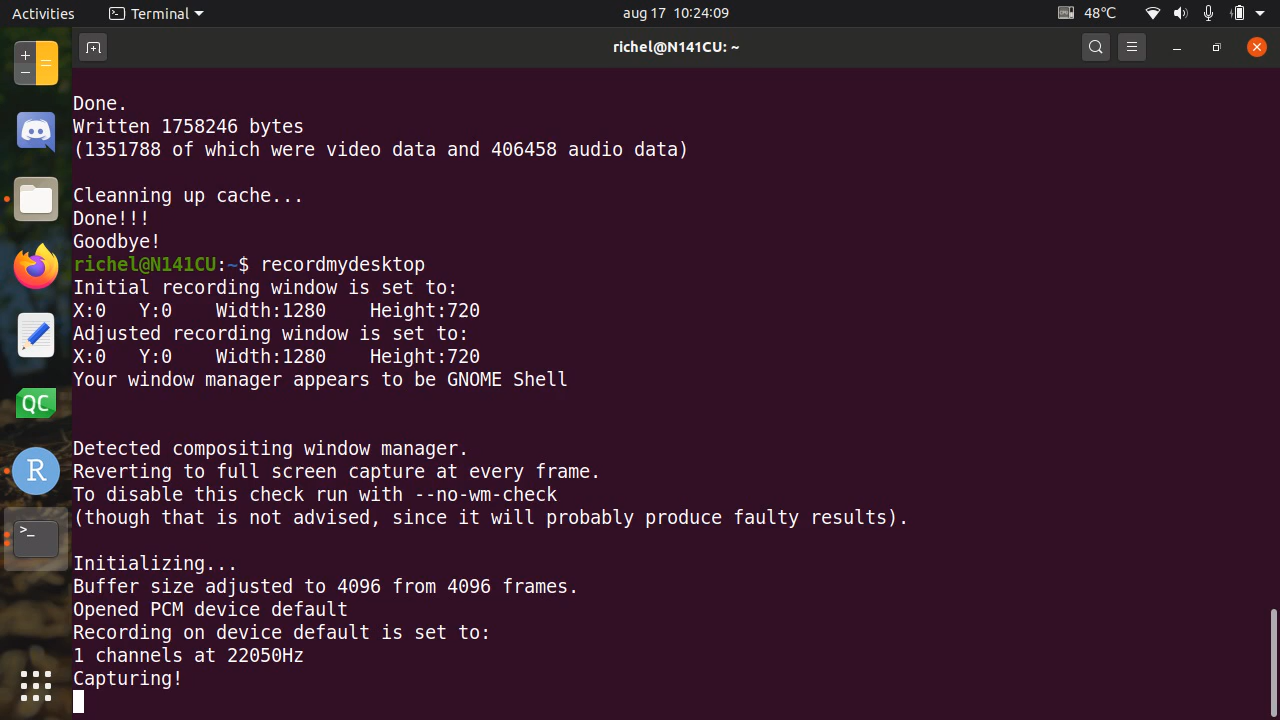 Activities Terminal aug 17 10:24:09 48°C
richel@N141CU: ~
Done.
Written 1758246 bytes
(1351788 of which were video data and 406458 audio data)
Cleanning up cache...
Done!!!
Goodbye!
richel@N141CU:~$ recordmydesktop
Initial recording window is set to:
X:0 Y:0 Width:1280 Height:720
Adjusted recording window is set to:
X:0 Y:0 Width:1280 Height:720
Your window manager appears to be GNOME Shell
Detected compositing window manager.
Reverting to full screen capture at every frame.
To disable this check run with --no-wm-check
(though that is not advised, since it will probably produce faulty results).
Initializing...
Buffer size adjusted to 4096 from 4096 frames.
Opened PCM device default
Recording on device default is set to:
1 channels at 22050Hz
Capturing!
QC
R
>_